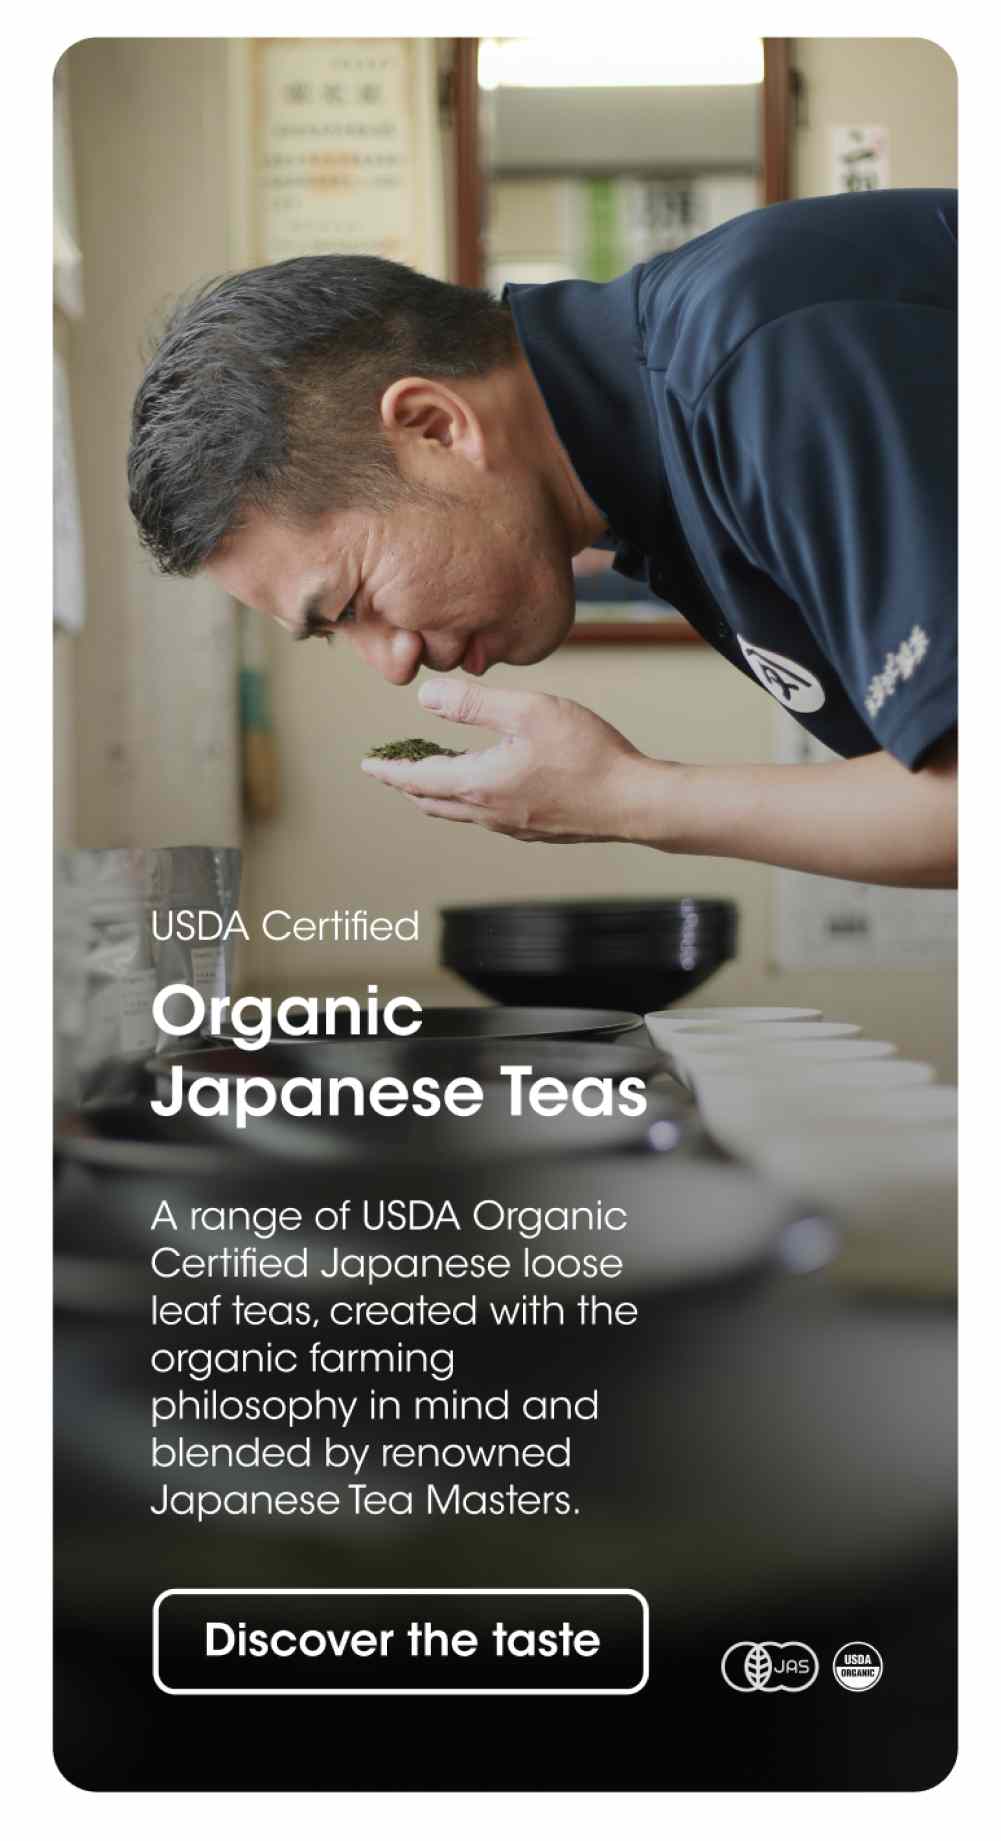 USDA Certified
Organic
Japanese Teas
A range of USDA Organic
Certified Japanese loose
leaf teas, created with the
organic farming
philosophy in mind and
blended by renowned
Japanese Tea Masters.
Discover the taste
JAS
USDA
ORGANIC